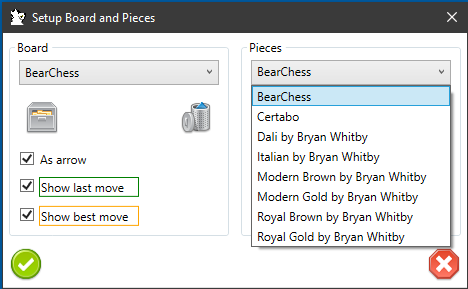 Setup Board and Pieces
Board
BearChess
As arrow
Show last move
Show best move
Pieces
BearChess
BearChess
Certabo
Dali by Bryan Whitby
Italian by Bryan Whitby
Modern Brown by Bryan Whitby
Modern Gold by Bryan Whitby
Royal Brown by Bryan Whitby
Royal Gold by Bryan Whitby